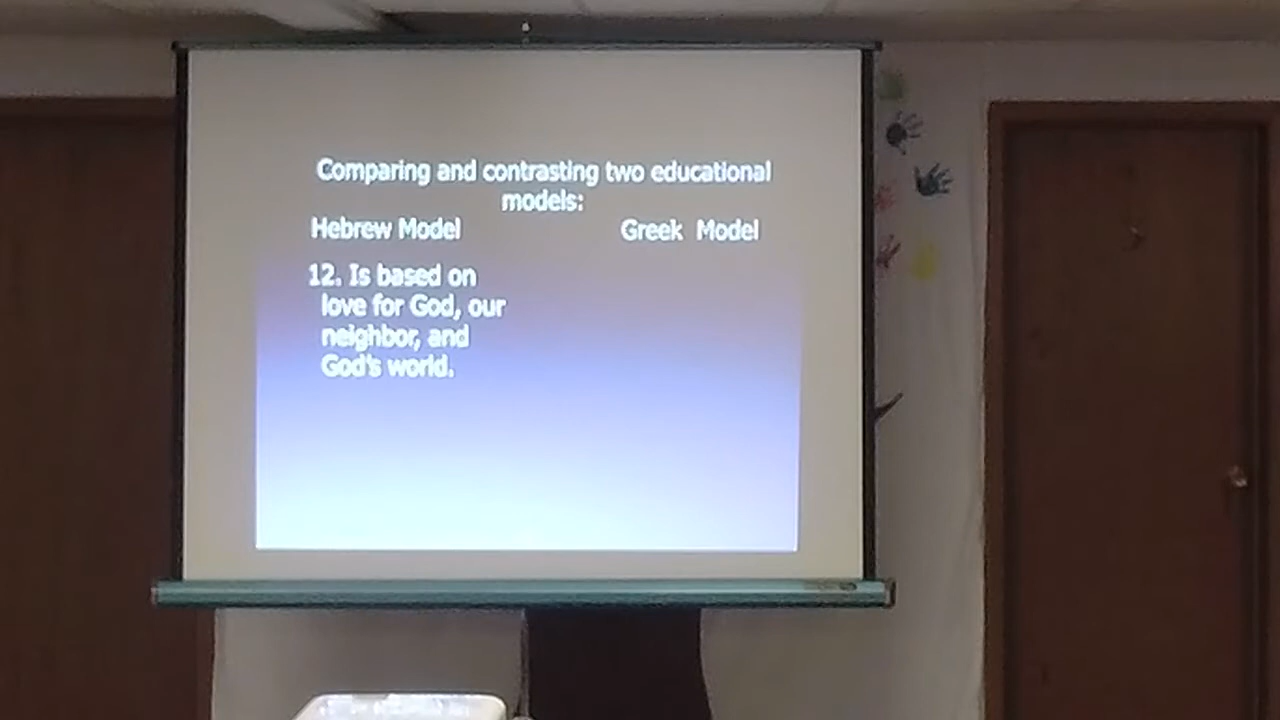 Comparing and contrasting two educational
models:
Hebrew Model
Greek Model
12. Is based on
love for God, our
neighbor, and
God's world.